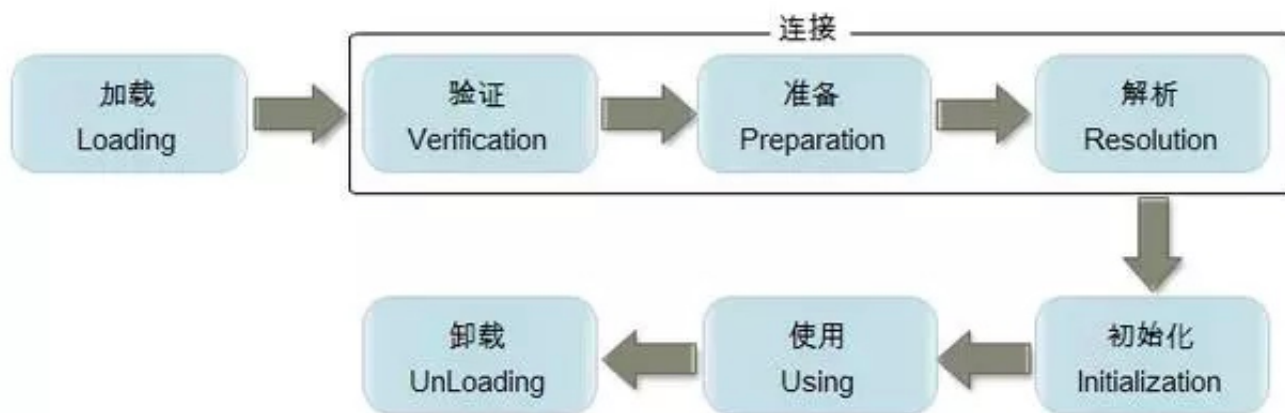 连接
加载
Loading
验证
Verification
准备
Preparation
解析
Resolution
初始化
Initialization
使用
Using
卸载
UnLoading